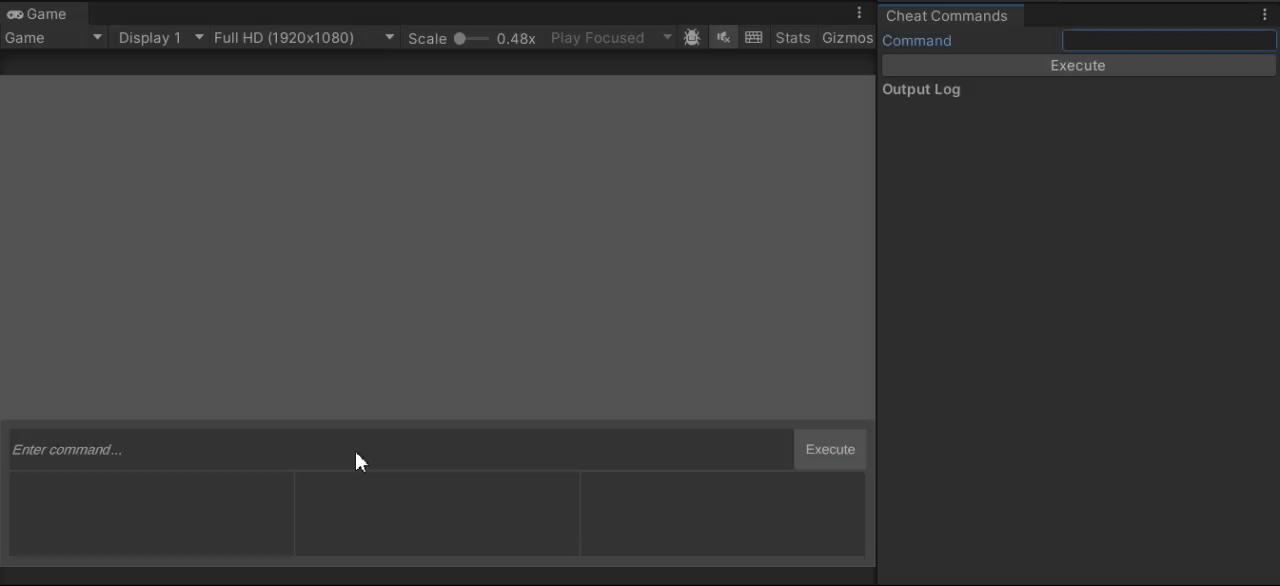 Game
Game Display 1 Full HD (1920x1080) Scale 0.48x Play Focused Stats Gizmos
Enter command...
Execute
Cheat Commands
Command
Execute
Output Log